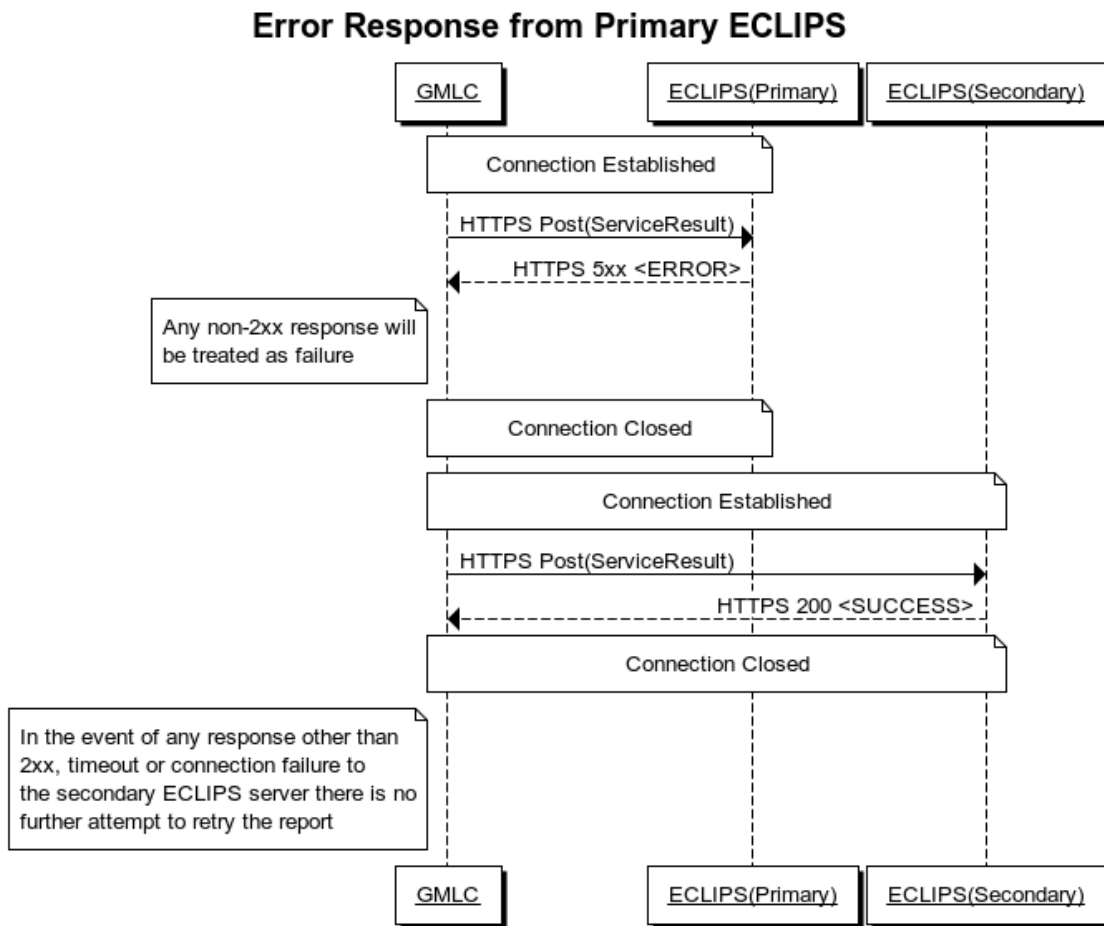 Error Response from Primary ECLIPS
GMLC
ECLIPS(Primary)
ECLIPS(Secondary)
Connection Established
HTTPS Post(ServiceResult)
HTTPS 5xx <ERROR>
Any non-2xx response will
be treated as failure
Connection Closed
Connection Established
HTTPS Post(ServiceResult)
HTTPS 200 <SUCCESS>
Connection Closed
In the event of any response other than
2xx, timeout or connection failure to
the secondary ECLIPS server there is no
further attempt to retry the report
GMLC
ECLIPS(Primary)
ECLIPS(Secondary)